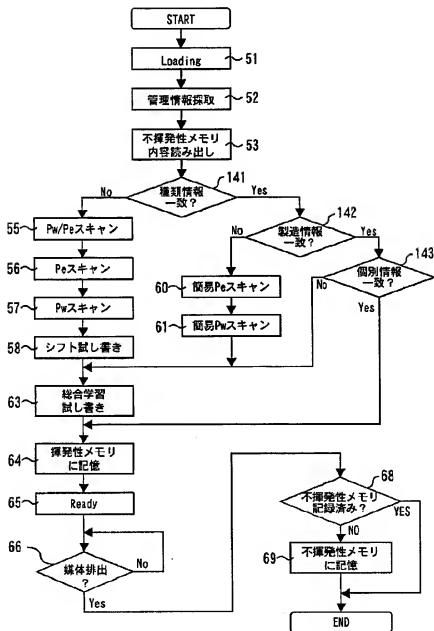 START
Loading
51
管理情報採取
52
不揮発性メモリ
内容読み出し
53
種類情報
一致?
141
No
Yes
55
Pw/Peスキャン
製造情報
一致?
142
No
Yes
56
Peスキャン
60
簡易Peスキャン
個別情報
一致?
143
No
Yes
57
Pwスキャン
61
簡易Pwスキャン
58
シフト試し書き
63
総合学習
試し書き
64
揮発性メモリ
に記憶
65
Ready
66
媒体排出
?
No
Yes
68
不揮発性メモリ
記録済み?
YES
NO
69
不揮発性メモリ
に記憶
END